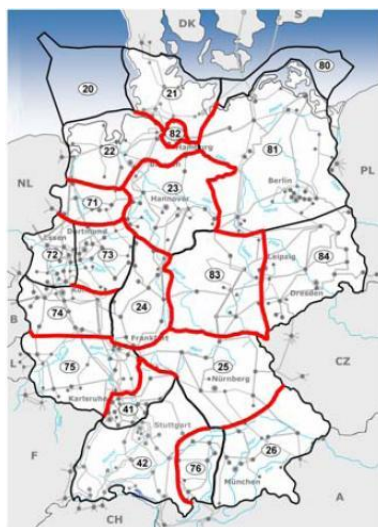 DK
S
20
21
80
82
22
81
NL
PL
23
Berlin
71
Hannover
Dortmund
Essen
72
73
Leipzig
83
84
Dresden
74
24
B
Frankfurt
L
75
25
CZ
Nürnberg
Karlsruhe
41
Stuttgart
F
42
76
26
München
A
CH